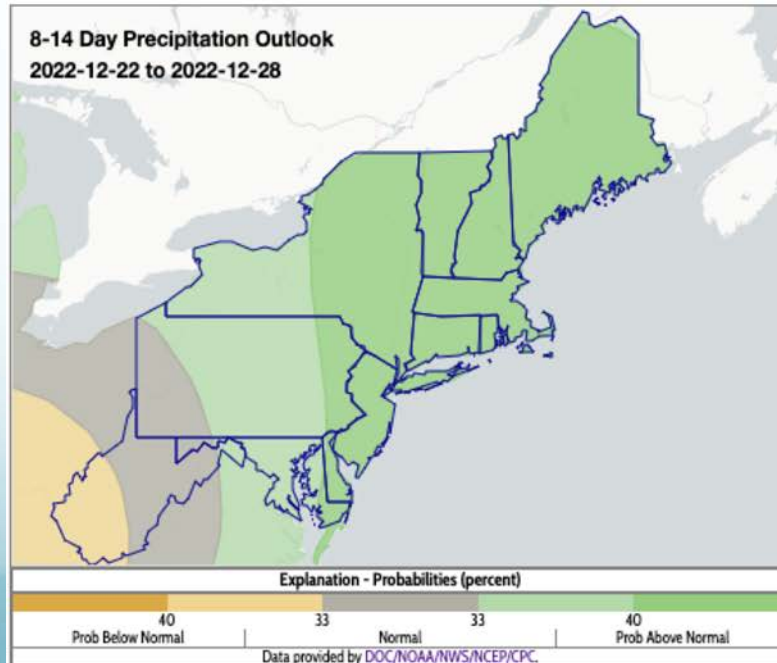 8-14 Day Precipitation Outlook
2022-12-22 to 2022-12-28
Explanation - Probabilities (percent)
40 33 33 40
Prob Below Normal Normal Prob Above Normal
Data provided by DOC/NOAA/NWS/NCEP/CPC.